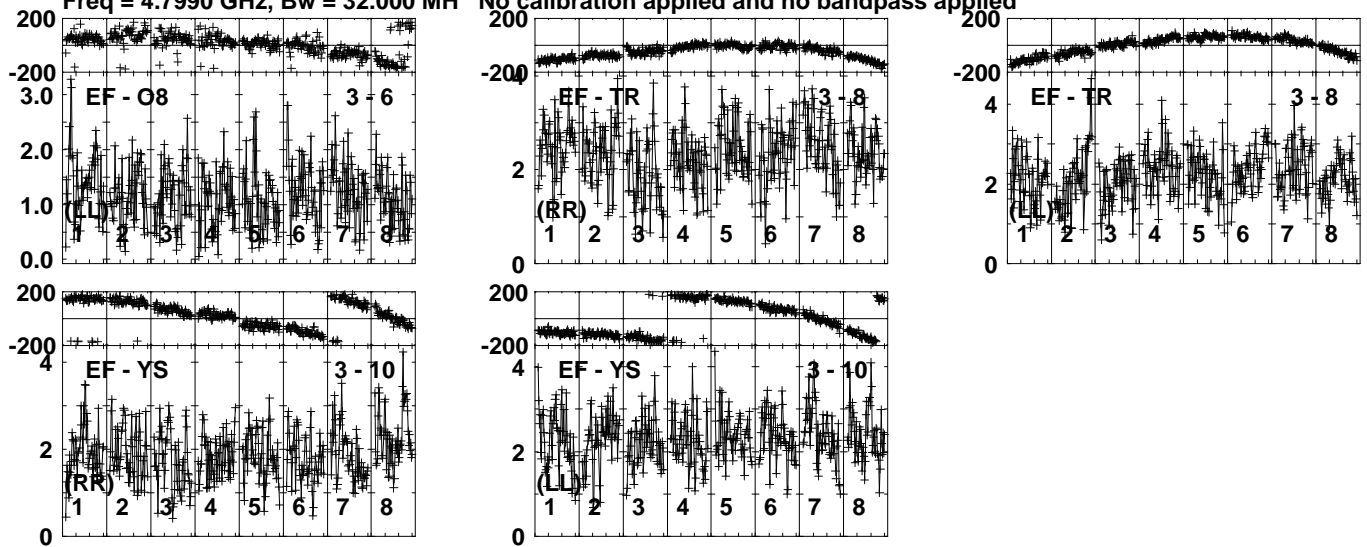 Freq = 4.7990 GHz, Bw = 32.000 MH No calibration applied and no bandpass applied
200
-200
3.0
2.0
1.0
0.0
EF - O8 3 - 6
(LL)
1 2 3 4 5 6 7 8
200
-200
4
2
0
EF - TR 3 - 8
(RR)
1 2 3 4 5 6 7 8
200
-200
4
2
0
EF - TR 3 - 8
(LL)
1 2 3 4 5 6 7 8
200
-200
4
2
0
EF - YS 3 - 10
(RR)
1 2 3 4 5 6 7 8
200
-200
4
2
0
EF - YS 3 - 10
(LL)
1 2 3 4 5 6 7 8